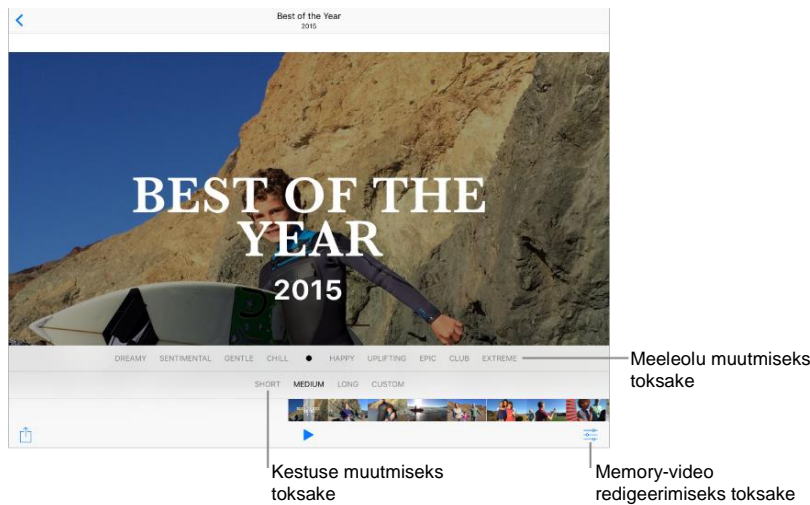 Best of the Year
2015
BEST OF THE
YEAR
2015
DREAMY SENTIMENTAL GENTLE CHILL HAPPY UPLIFTING EPIC CLUB EXTREME
Meeleolu muutmiseks
toksake
SHORT MEDIUM LONG CUSTOM
Kestuse muutmiseks
toksake
Memory-video
redigeerimiseks toksake